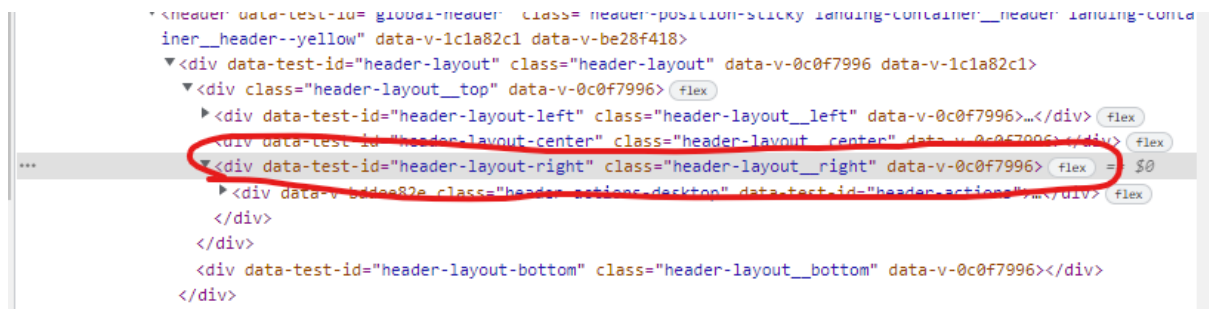 <header data-test-id="global-header" class="header-position-sticky landing-container__header landing-conta
iner__header--yellow" data-v-1c1a82c1 data-v-be28f418>
▼<div data-test-id="header-layout" class="header-layout" data-v-0c0f7996 data-v-1c1a82c1>
▼<div class="header-layout__top" data-v-0c0f7996> flex
▶<div data-test-id="header-layout-left" class="header-layout__left" data-v-0c0f7996>…</div> flex
<div data-test-id="header-layout-center" class="header-layout__center" data-v-0c0f7996></div> flex
… ▼<div data-test-id="header-layout-right" class="header-layout__right" data-v-0c0f7996> flex == $0
▶<div class="header-actions-desktop" data-test-id="header-actions">…</div> flex
</div>
</div>
<div data-test-id="header-layout-bottom" class="header-layout__bottom" data-v-0c0f7996></div>
</div>